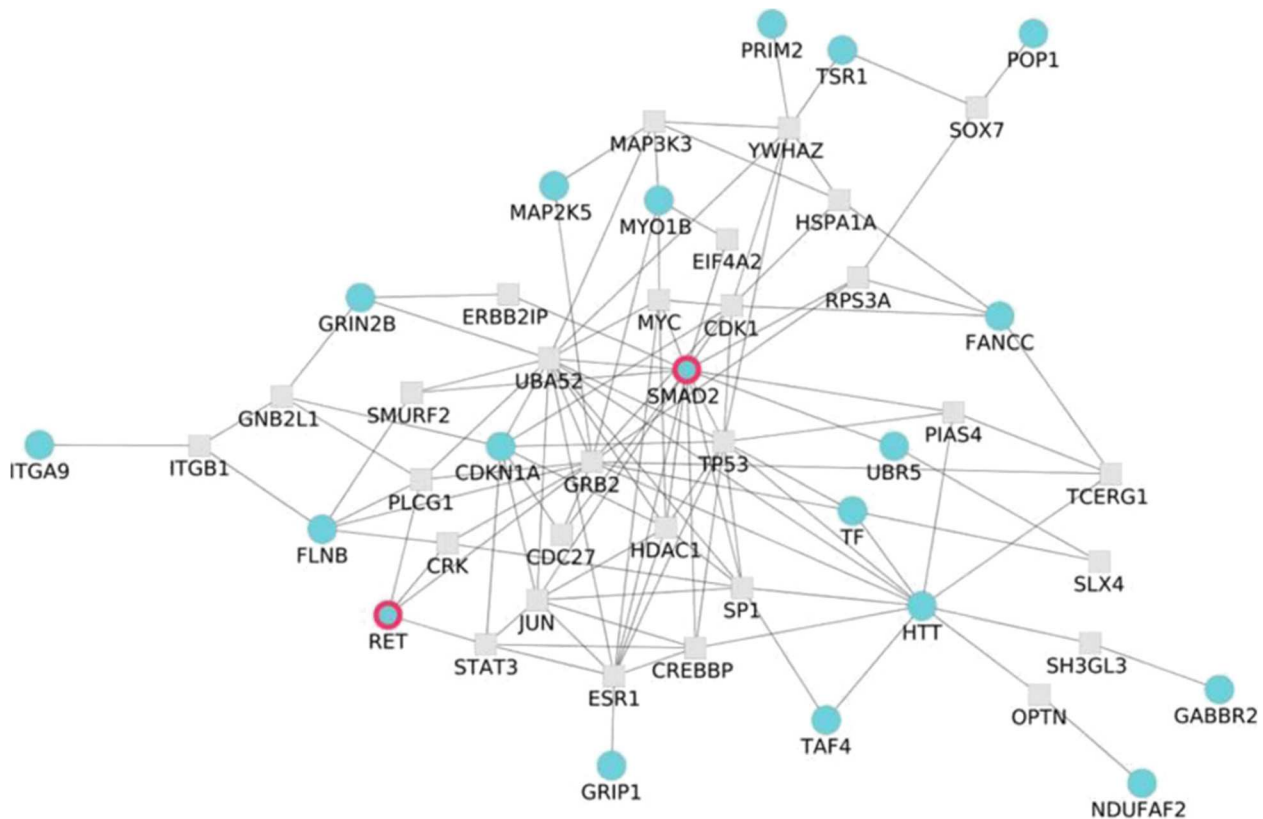 PRIM2
TSR1
POP1
SOX7
MAP3K3
YWHAZ
MAP2K5
MYO1B
HSPA1A
EIF4A2
RPS3A
GRIN2B
ERBB2IP
MYC
CDK1
FANCC
UBA52
SMAD2
GNB2L1
SMURF2
PIAS4
ITGA9
ITGB1
CDKN1A
TP53
UBR5
PLCG1
GRB2
TCERG1
FLNB
CRK
CDC27
HDAC1
TF
SLX4
RET
JUN
SP1
HTT
STAT3
CREBBP
SH3GL3
ESR1
OPTN
GABBR2
TAF4
GRIP1
NDUFAF2